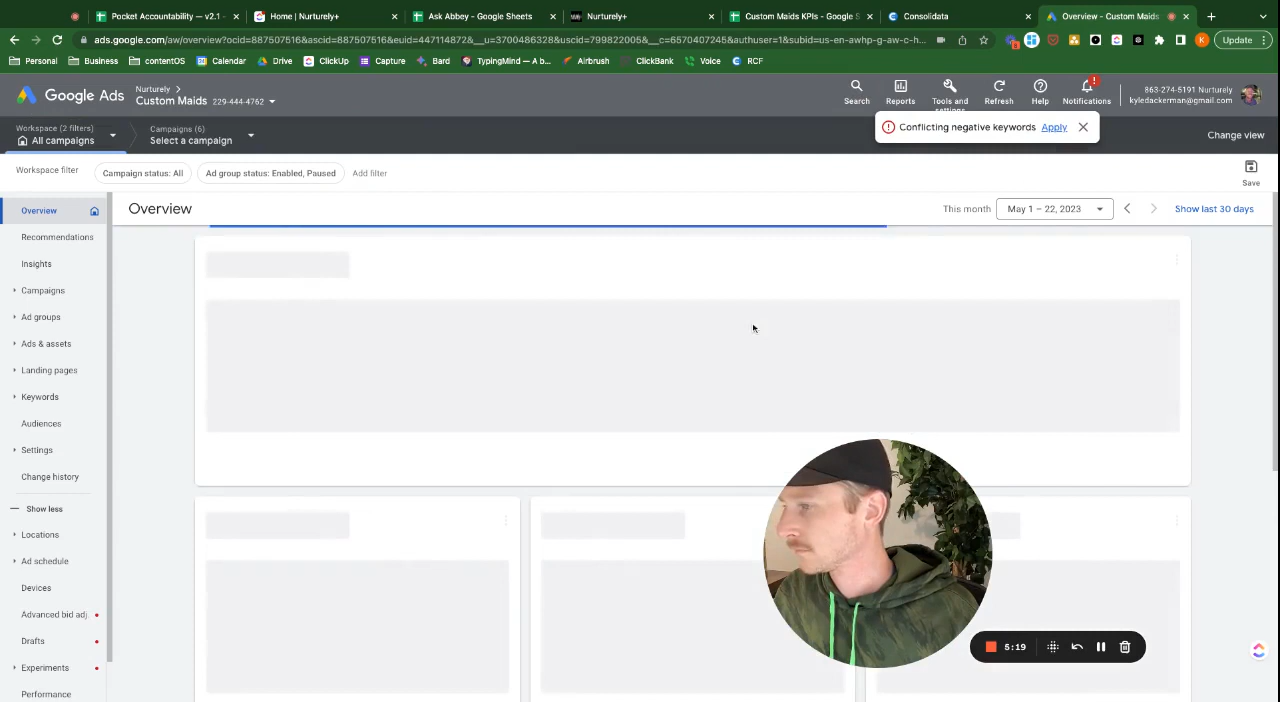 Pocket Accountability — v2.1 -
Home | Nurturely+
Ask Abbey - Google Sheets
Nurturely+
Custom Maids KPIs - Google S
Consolidata
Overview - Custom Maids
ads.google.com/aw/overview?ocid=887507516&ascid=887507516&euid=447114872&__u=3700486328&uscid=799822005&__c=6570407245&authuser=1&subid=us-en-awhp-g-aw-c-h...
Update
Personal
Business
contentOS
Calendar
Drive
ClickUp
Capture
Bard
TypingMind — A b...
Airbrush
ClickBank
Voice
RCF
Google Ads
Nurturely
Custom Maids 229-444-4762
Search
Reports
Tools and
settings
Refresh
Help
Notifications
863-274-5191 Nurturely
kyledackerman@gmail.com
Workspace (2 filters)
All campaigns
Campaigns (6)
Select a campaign
Conflicting negative keywords Apply
Change view
Workspace filter
Campaign status: All
Ad group status: Enabled, Paused
Add filter
Save
Overview
This month
May 1 – 22, 2023
Show last 30 days
Overview
Recommendations
Insights
Campaigns
Ad groups
Ads & assets
Landing pages
Keywords
Audiences
Settings
Change history
Show less
Locations
Ad schedule
Devices
Advanced bid adj.
Drafts
Experiments
Performance
5:19